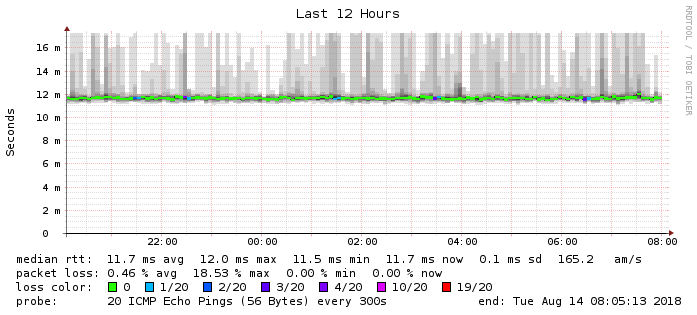 Last 12 Hours
RRDTOOL / TOBI OETIKER
Seconds
16 m
14 m
12 m
10 m
8 m
6 m
4 m
2 m
0
22:00 00:00 02:00 04:00 06:00 08:00
median rtt: 11.7 ms avg 12.0 ms max 11.5 ms min 11.7 ms now 0.1 ms sd 165.2 am/s
packet loss: 0.46 % avg 18.53 % max 0.00 % min 0.00 % now
loss color: 0 1/20 2/20 3/20 4/20 10/20 19/20
probe: 20 ICMP Echo Pings (56 Bytes) every 300s end: Tue Aug 14 08:05:13 2018